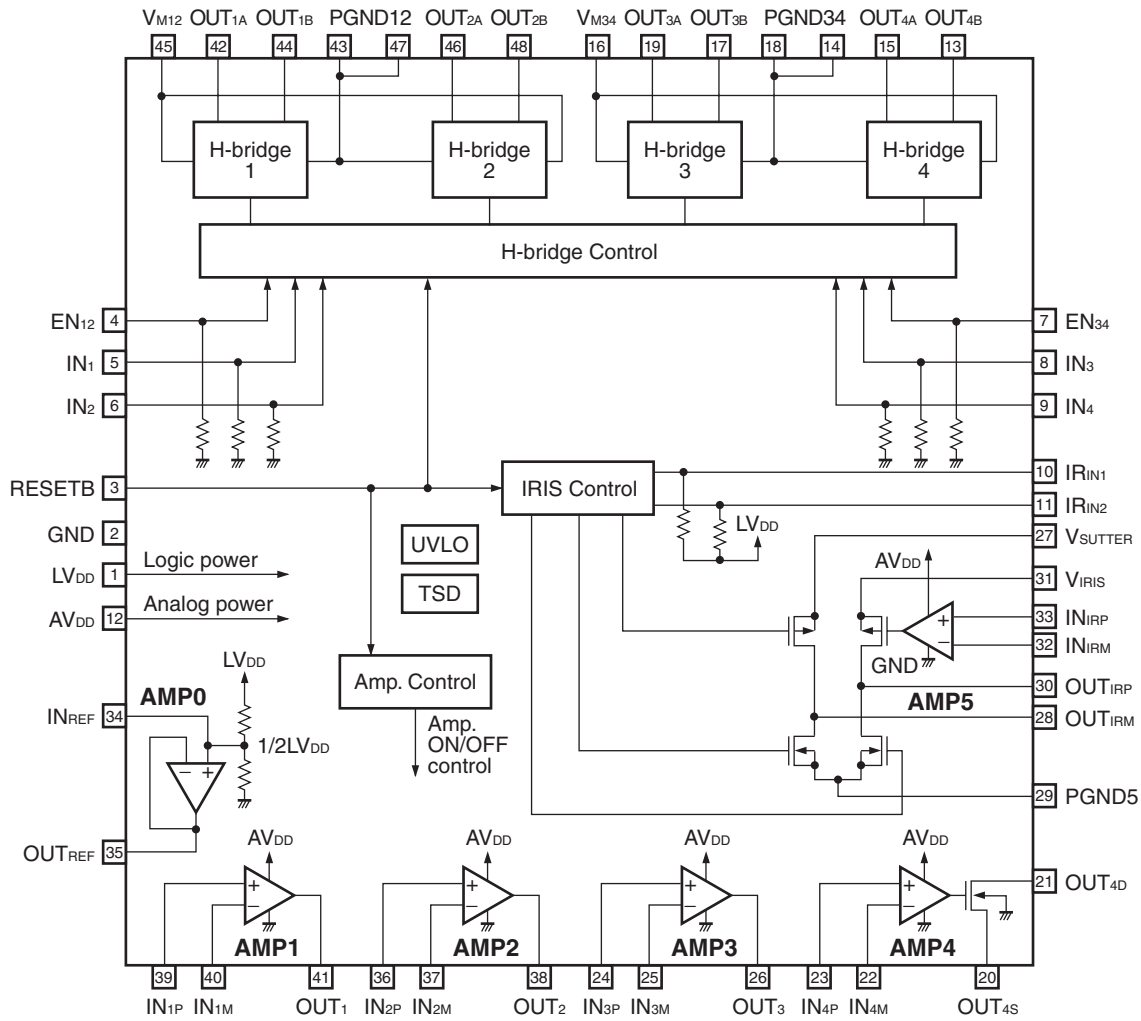 VM12 OUT1A OUT1B PGND12 OUT2A OUT2B VM34 OUT3A OUT3B PGND34 OUT4A OUT4B
45 42 44 43 47 46 48 16 19 17 18 14 15 13
H-bridge
1
H-bridge
2
H-bridge
3
H-bridge
4
H-bridge Control
EN12 4
7 EN34
IN1 5
8 IN3
IN2 6
9 IN4
RESETB 3
IRIS Control
10 IRIN1
11 IRIN2
GND 2
UVLO
LVDD
27 VSUTTER
LVDD 1
Logic power
TSD
AVDD
31 VIRIS
AVDD 12
Analog power
+
33 IRINP
−
32 INIRM
GND
LVDD
AMP0
Amp. Control
AMP5
30 OUTIRP
INREF 34
28 OUTIRM
1/2LVDD
Amp.
ON/OFF
control
− +
29 PGND5
OUTREF 35
AVDD AVDD AVDD AVDD
+ + + +
− − − −
21 OUT4D
AMP1 AMP2 AMP3 AMP4
39 40 41 36 37 38 24 25 26 23 22 20
IN1P IN1M OUT1 IN2P IN2M OUT2 IN3P IN3M OUT3 IN4P IN4M OUT4S